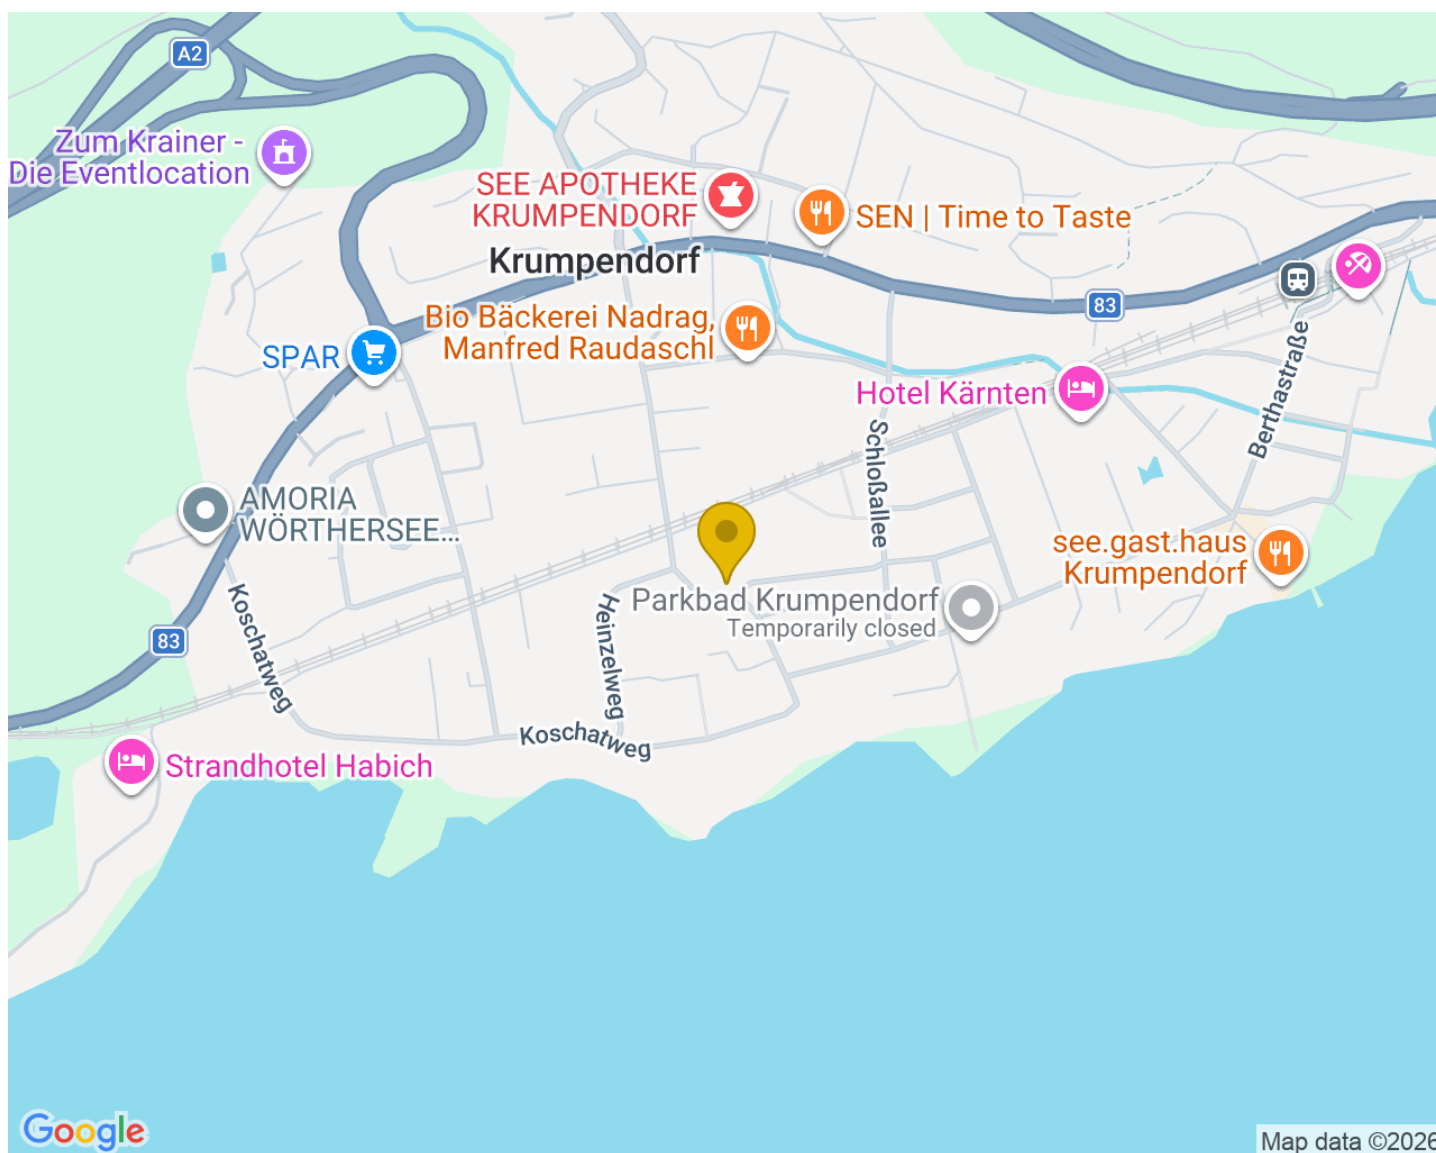 A2
Zum Krainer -
Die Eventlocation
SEE APOTHEKE
KRUMPENDORF
SEN | Time to Taste
Krumpendorf
83
Bio Bäckerei Nadrag,
Manfred Raudaschl
SPAR
Hotel Kärnten
Berthastraße
Schloßallee
AMORIA
WÖRTHERSEE...
see.gast.haus
Krumpendorf
Parkbad Krumpendorf
Temporarily closed
83
Koschatweg
Heinzelweg
Koschatweg
Strandhotel Habich
Google
Map data ©2026